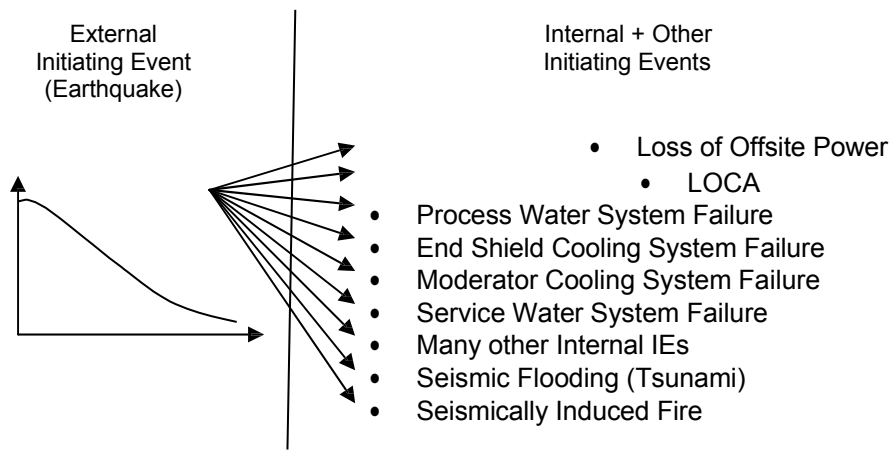 External
Initiating Event
(Earthquake)
Internal + Other
Initiating Events
• Loss of Offsite Power
• LOCA
• Process Water System Failure
• End Shield Cooling System Failure
• Moderator Cooling System Failure
• Service Water System Failure
• Many other Internal IEs
• Seismic Flooding (Tsunami)
• Seismically Induced Fire